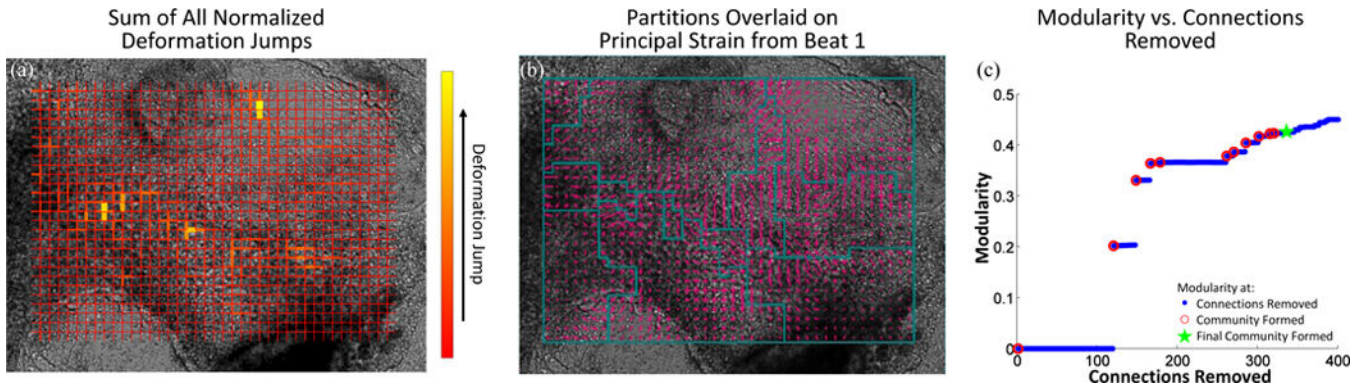 Sum of All Normalized
Deformation Jumps
(a)
Deformation Jump
Partitions Overlaid on
Principal Strain from Beat 1
(b)
Modularity vs. Connections
Removed
(c)
Modularity
0.5
0.4
0.3
0.2
0.1
0
0
100
200
300
400
Connections Removed
Modularity at:
Connections Removed
Community Formed
Final Community Formed